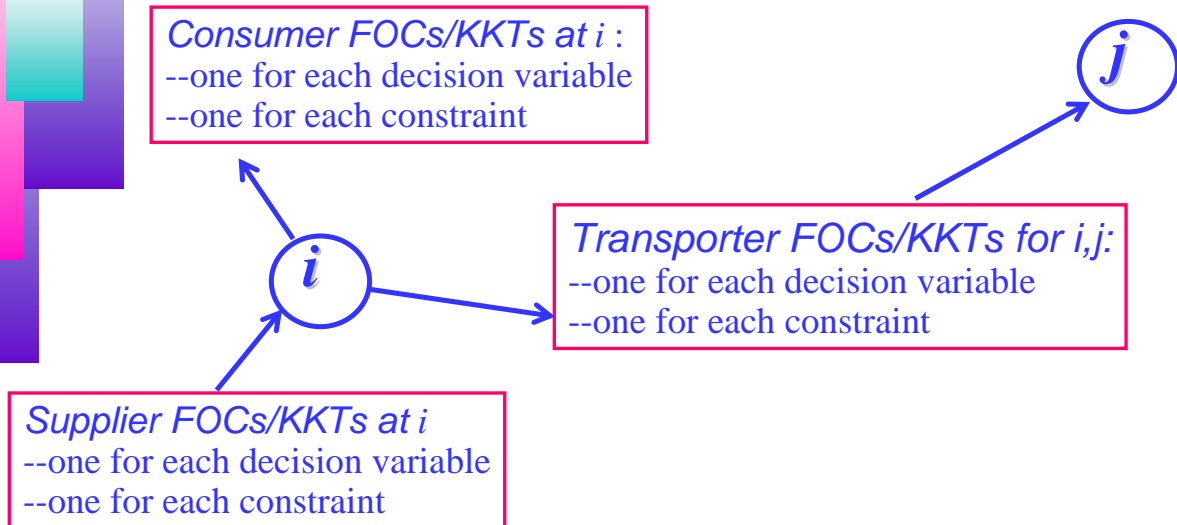 Consumer FOCs/KKTs at i :
--one for each decision variable
--one for each constraint
j
i
Transporter FOCs/KKTs for i,j:
--one for each decision variable
--one for each constraint
Supplier FOCs/KKTs at i
--one for each decision variable
--one for each constraint